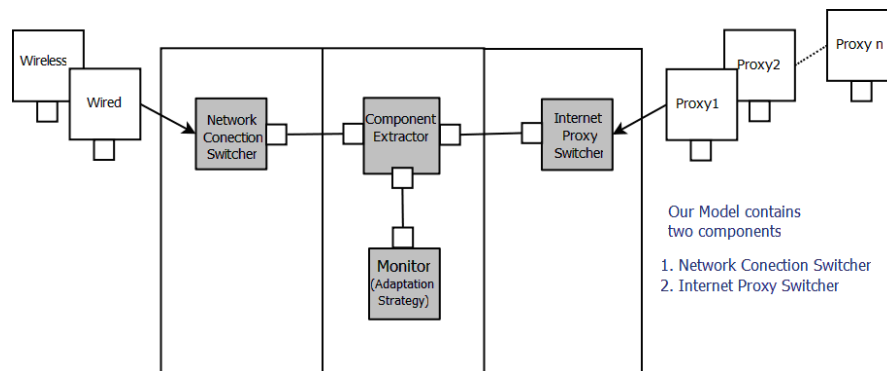 Wireless
Wired
Network
Conection
Switcher
Component
Extractor
Monitor
(Adaptation
Strategy)
Internet
Proxy
Switcher
Proxy1
Proxy2
Proxy n
Our Model contains
two components
1. Network Conection Switcher
2. Internet Proxy Switcher